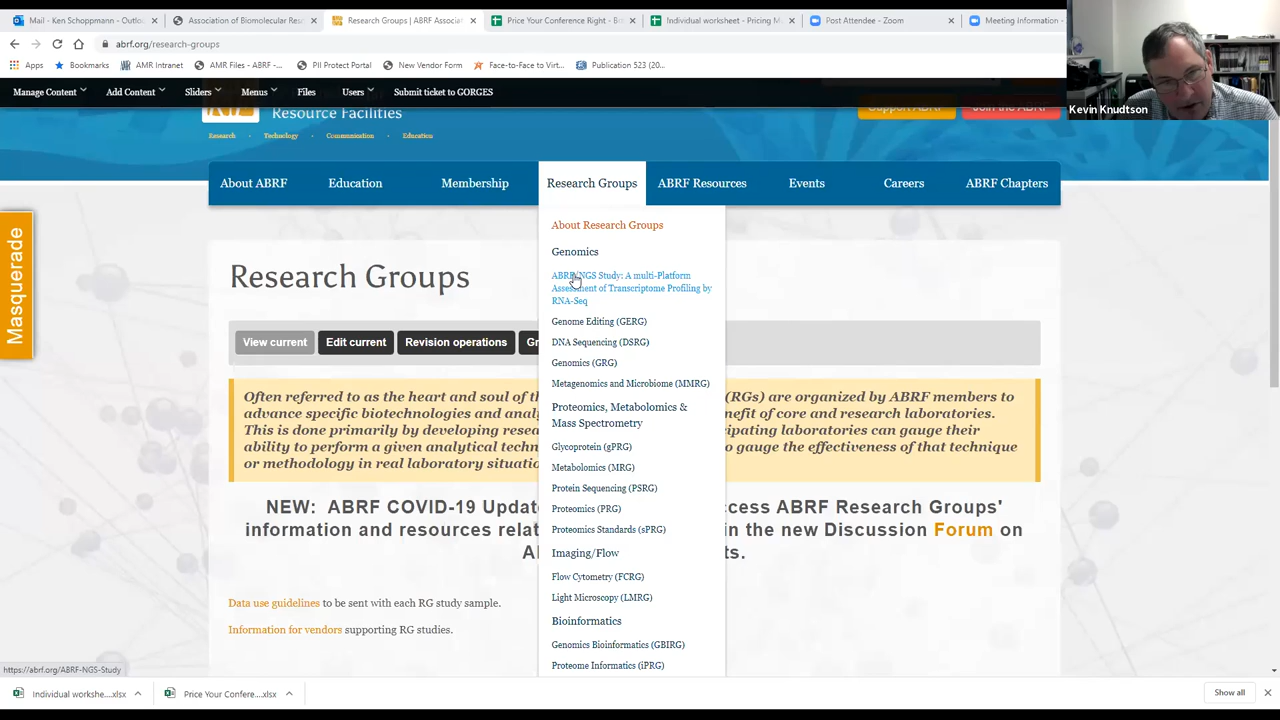 Mail - Ken Schoppmann - Outlo
Association of Biomolecular Res
Research Groups | ABRF Associat
Price Your Conference Right - Bo
Individual worksheet - Pricing M
Post Attendee - Zoom
Meeting Information -
abrf.org/research-groups
Apps
Bookmarks
AMR Intranet
AMR Files - ABRF -...
PII Protect Portal
New Vendor Form
Face-to-Face to Virt...
Publication 523 (20...
Kevin Knudtson
Manage Content
Add Content
Sliders
Menus
Files
Users
Submit ticket to GORGES
Resource Facilities
Support ABRF
Join the ABRF
Research · Technology · Communication · Education
About ABRF
Education
Membership
Research Groups
ABRF Resources
Events
Careers
ABRF Chapters
Masquerade
Research Groups
View current
Edit current
Revision operations
Gr
Often referred to as the heart and soul of th
(RGs) are organized by ABRF members to
advance specific biotechnologies and analy
nefit of core and research laboratories.
This is done primarily by developing resea
cipating laboratories can gauge their
ability to perform a given analytical techn
o gauge the effectiveness of that technique
or methodology in real laboratory situatio
NEW: ABRF COVID-19 Update
ccess ABRF Research Groups'
information and resources relat
in the new Discussion Forum on
A
ts.
Data use guidelines to be sent with each RG study sample.
Information for vendors supporting RG studies.
About Research Groups
Genomics
ABRF/NGS Study: A multi-Platform
Assessment of Transcriptome Profiling by
RNA-Seq
Genome Editing (GERG)
DNA Sequencing (DSRG)
Genomics (GRG)
Metagenomics and Microbiome (MMRG)
Proteomics, Metabolomics &
Mass Spectrometry
Glycoprotein (gPRG)
Metabolomics (MRG)
Protein Sequencing (PSRG)
Proteomics (PRG)
Proteomics Standards (sPRG)
Imaging/Flow
Flow Cytometry (FCRG)
Light Microscopy (LMRG)
Bioinformatics
Genomics Bioinformatics (GBIRG)
Proteome Informatics (iPRG)
https://abrf.org/ABRF-NGS-Study
Individual workshe....xlsx
Price Your Confere....xlsx
Show all